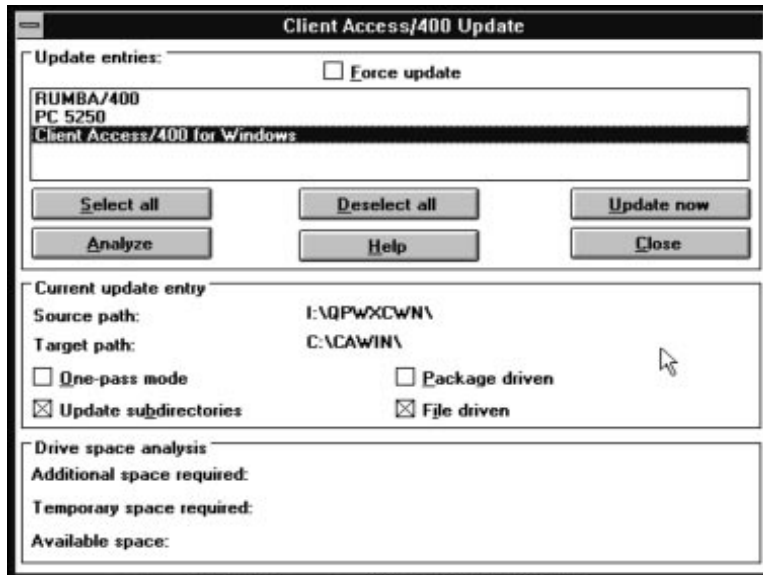 Client Access/400 Update
Update entries:
Force update
RUMBA/400
PC 5250
Client Access/400 for Windows
Select all Deselect all Update now
Analyze Help Close
Current update entry
Source path: I:\QPWXCWN\
Target path: C:\CAWIN\
One-pass mode Package driven
Update subdirectories File driven
Drive space analysis
Additional space required:
Temporary space required:
Available space: